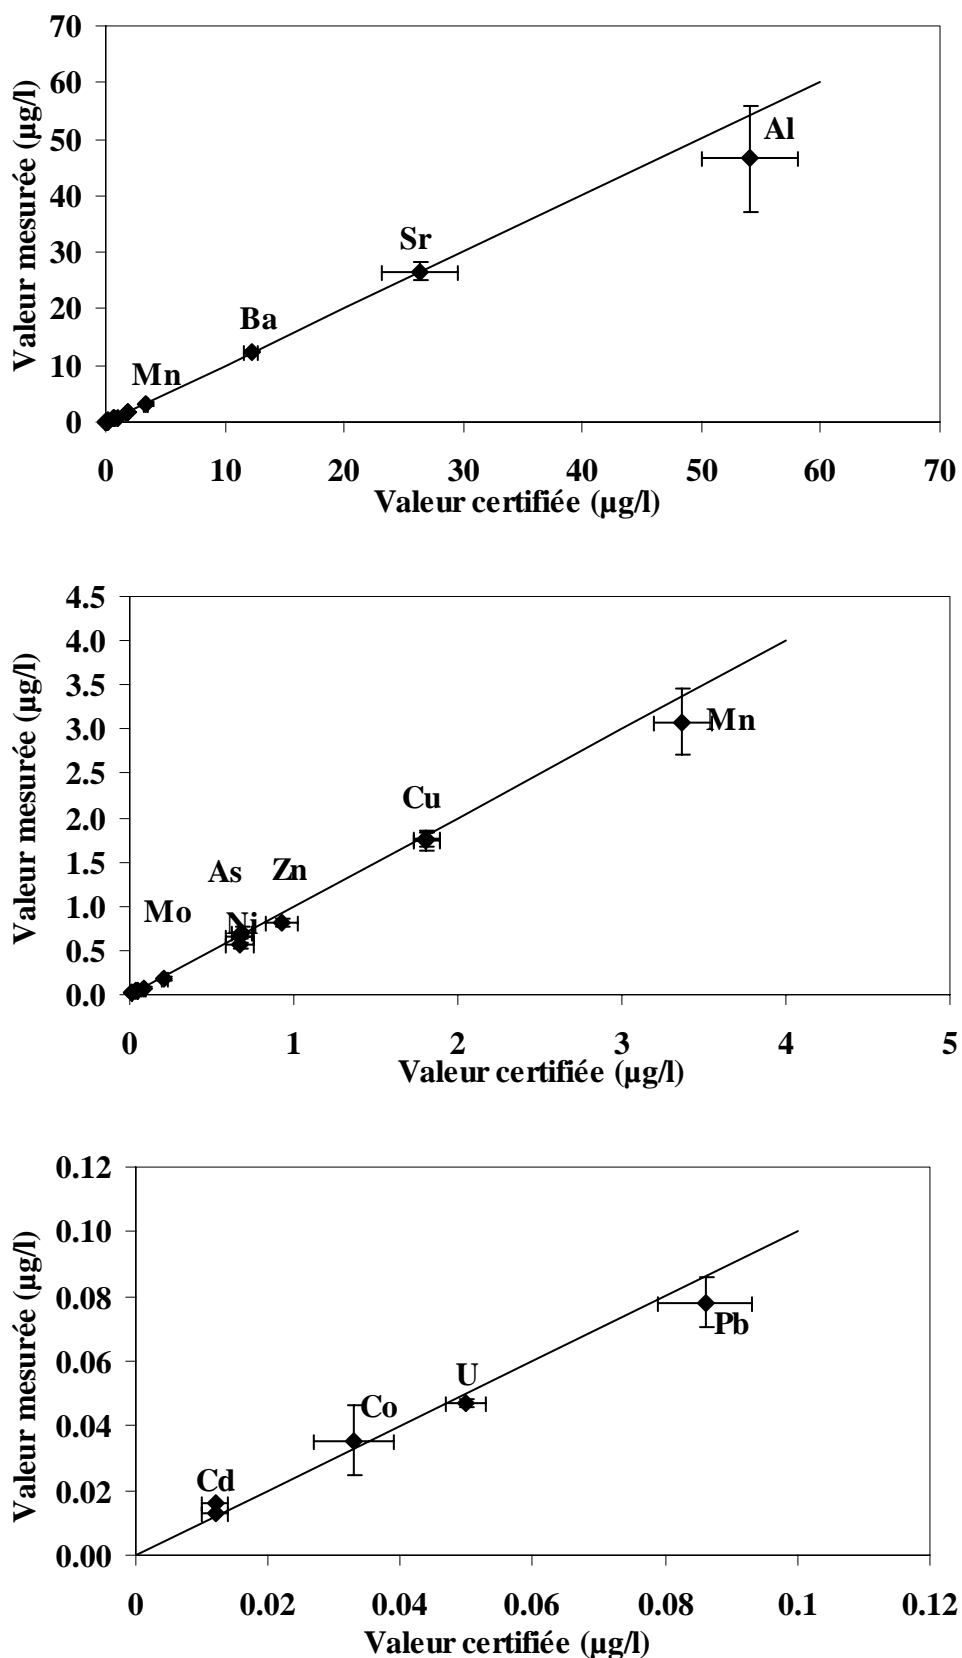 70
60
50
40
30
20
10
0
Valeur mesurée (µg/l)
Al
Sr
Ba
Mn
0 10 20 30 40 50 60 70
Valeur certifiée (µg/l)
4.5
4.0
3.5
3.0
2.5
2.0
1.5
1.0
0.5
0.0
Valeur mesurée (µg/l)
Mn
Cu
As
Zn
Mo
Ni
0 1 2 3 4 5
Valeur certifiée (µg/l)
0.12
0.10
0.08
0.06
0.04
0.02
0.00
Valeur mesurée (µg/l)
Pb
U
Co
Cd
0 0.02 0.04 0.06 0.08 0.1 0.12
Valeur certifiée (µg/l)